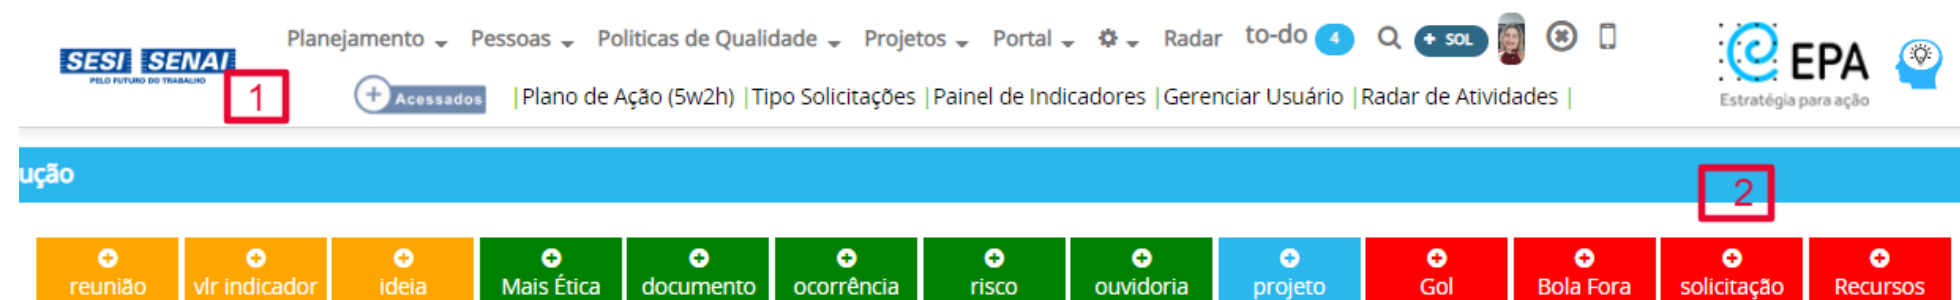 SESI SENAI
PELO FUTURO DO TRABALHO
1
Planejamento Pessoas Politicas de Qualidade Projetos Portal Radar to-do 4 + SOL
+ Acessados |Plano de Ação (5w2h) |Tipo Solicitações |Painel de Indicadores |Gerenciar Usuário |Radar de Atividades |
e EPA
Estratégia para ação
ução
2
reunião vlr indicador ideia Mais Ética documento ocorrência risco ouvidoria projeto Gol Bola Fora solicitação Recursos